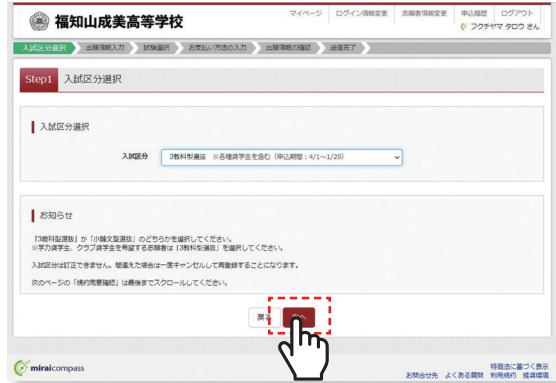 福知山成美高等学校
マイページ ログイン情報変更 志願者情報変更 申込履歴 ログアウト
フクチヤマ タロウ さん
入試区分選択 出願情報入力 試験選択 お支払い方法の入力 出願情報の確認 送信完了
Step1 入試区分選択
入試区分選択
入試区分 3教科型選抜 ※各種奨学生を含む（申込期間：4/1～1/29）
お知らせ
「3教科型選抜」か「小論文型選抜」のどちらかを選択してください。
※学力奨学生、クラブ奨学生を希望する志願者は「3教科型選抜」を選択してください。
入試区分は訂正できません。間違えた場合は一度キャンセルして再登録することになります。
次のページの「規約同意確認」は最後までスクロールしてください。
戻る 次へ
miraicompass
特商法に基づく表示
お問合せ先 よくある質問 利用規約 推奨環境